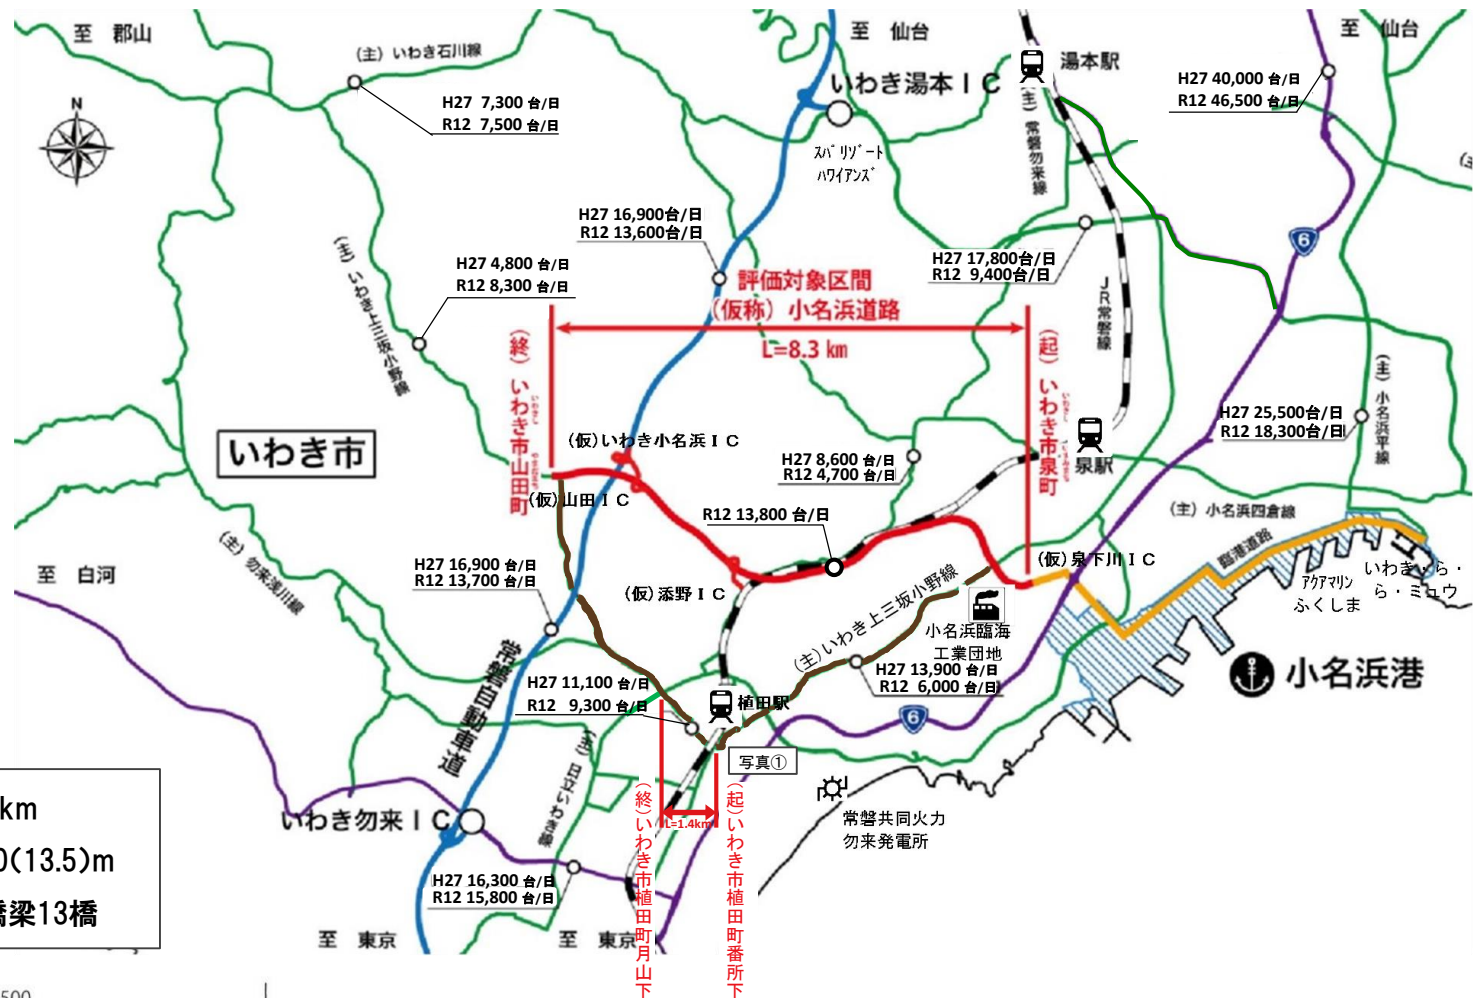 至 郡山
(主) いわき石川線
至 仙台
湯本駅
至 仙台
いわき湯本ＩＣ
H27 40,000 台/日
R12 46,500 台/日
H27 7,300 台/日
R12 7,500 台/日
N
(主) 常磐勿来線
ｽﾊﾟﾘｿﾞｰﾄ
ﾊﾜｲｱﾝｽﾞ
H27 16,900台/日
R12 13,600台/日
6
(主) いわき上三坂小野線
H27 4,800 台/日
R12 8,300 台/日
H27 17,800台/日
R12 9,400台/日
評価対象区間
(仮称) 小名浜道路
L=8.3 km
JR常磐線
(終) いわき市山田町
(起) いわき市泉町
(主) 小名浜平線
H27 25,500台/日
R12 18,300台/日
いわき市
(仮)いわき小名浜ＩＣ
泉駅
H27 8,600 台/日
R12 4,700 台/日
(仮)山田ＩＣ
R12 13,800 台/日
(主) 小名浜四倉線
臨港道路
(主) 勿来浅川線
至 白河
H27 16,900 台/日
R12 13,700 台/日
(仮)添野ＩＣ
(仮)泉下川ＩＣ
ｱｸｱﾏﾘﾝ
ふくしま
いわき・ら・
ら・ミュウ
(主)いわき上三坂小野線
小名浜臨海
工業団地
小名浜港
常磐自動車道
H27 13,900 台/日
R12 6,000 台/日
H27 11,100 台/日
R12 9,300 台/日
植田駅
6
写真①
(主) 日立いわき線
km
0(13.5)m
橋梁13橋
いわき勿来ＩＣ
L=1.4km
(終)いわき市植田町月山下
(起)いわき市植田町番所下
常磐共同火力
勿来発電所
H27 16,300 台/日
R12 15,800 台/日
至 東京
至 東京